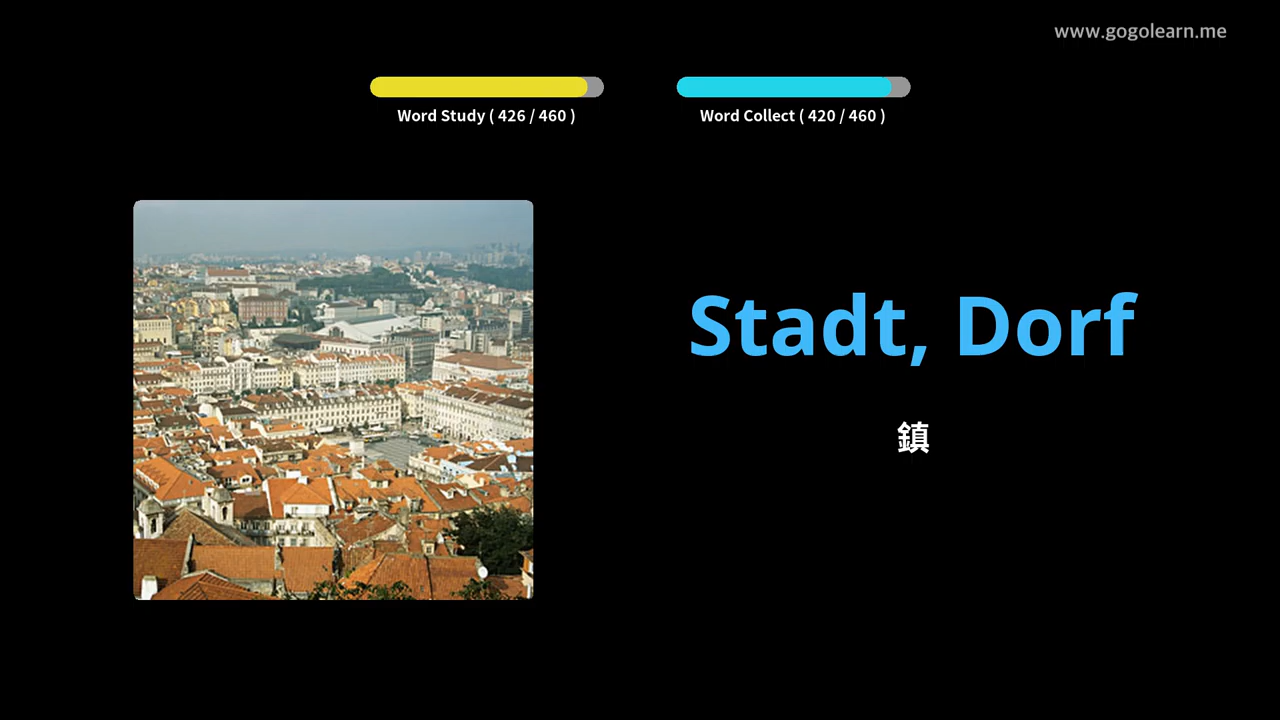 www.gogolearn.me
Word Study ( 426 / 460 )
Word Collect ( 420 / 460 )
Stadt, Dorf
鎮